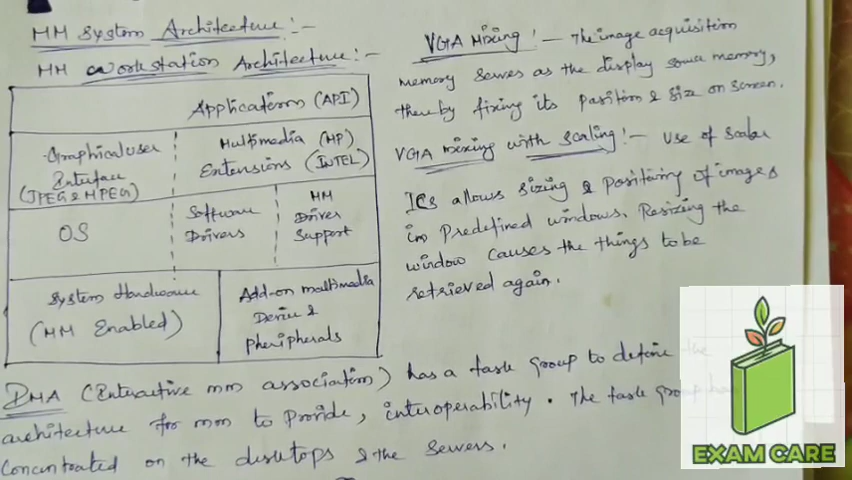 MM System Architecture :-
MM Workstation Architecture :-
Applications (API)
Graphical user
Interface
(JPEG & MPEG)
Multimedia (MP)
Extensions (INTEL)
OS
Software
Drivers
MM
Driver
Support
System Hardware
(MM Enabled)
Add-on multimedia
Device &
Pheripherals
VGA Mixing :- The image acquisition
memory serves as the display memory,
thereby fixing its position & size on screen.
VGA mixing with scaling :- Use of scalar
ICs allows sizing & positioning of images
in Predefined windows. Resizing the
window causes the things to be
retrieved again.
IMA (Interactive mm association) has a task group to define the
architecture for mm to Provide, interoperability. The task group has
Concentrated on the desktops & the Servers.
EXAM CARE